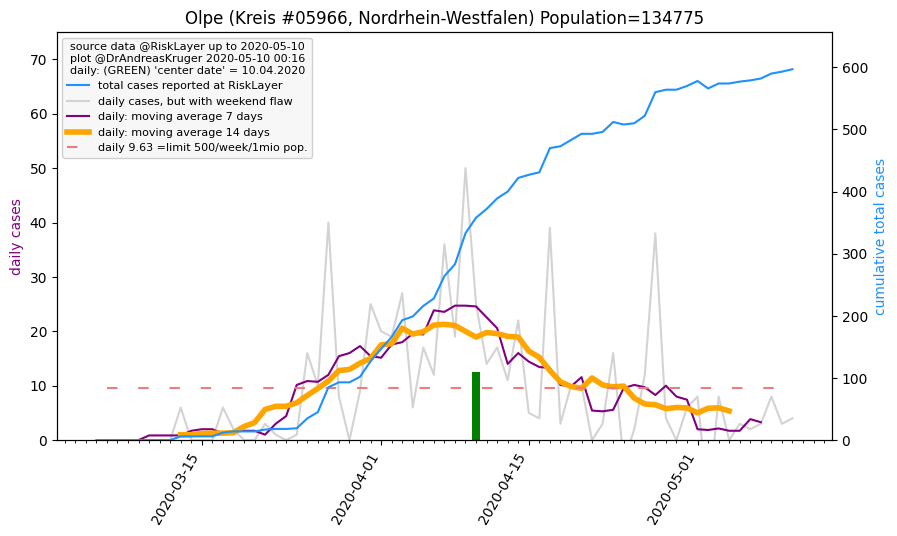 Olpe (Kreis #05966, Nordrhein-Westfalen) Population=134775
source data @RiskLayer up to 2020-05-10
plot @DrAndreasKruger 2020-05-10 00:16
daily: (GREEN) 'center date' = 10.04.2020
total cases reported at RiskLayer
daily cases, but with weekend flaw
daily: moving average 7 days
daily: moving average 14 days
daily 9.63 =limit 500/week/1mio pop.
daily cases
70
60
50
40
30
20
10
0
cumulative total cases
600
500
400
300
200
100
0
2020-03-15
2020-04-01
2020-04-15
2020-05-01